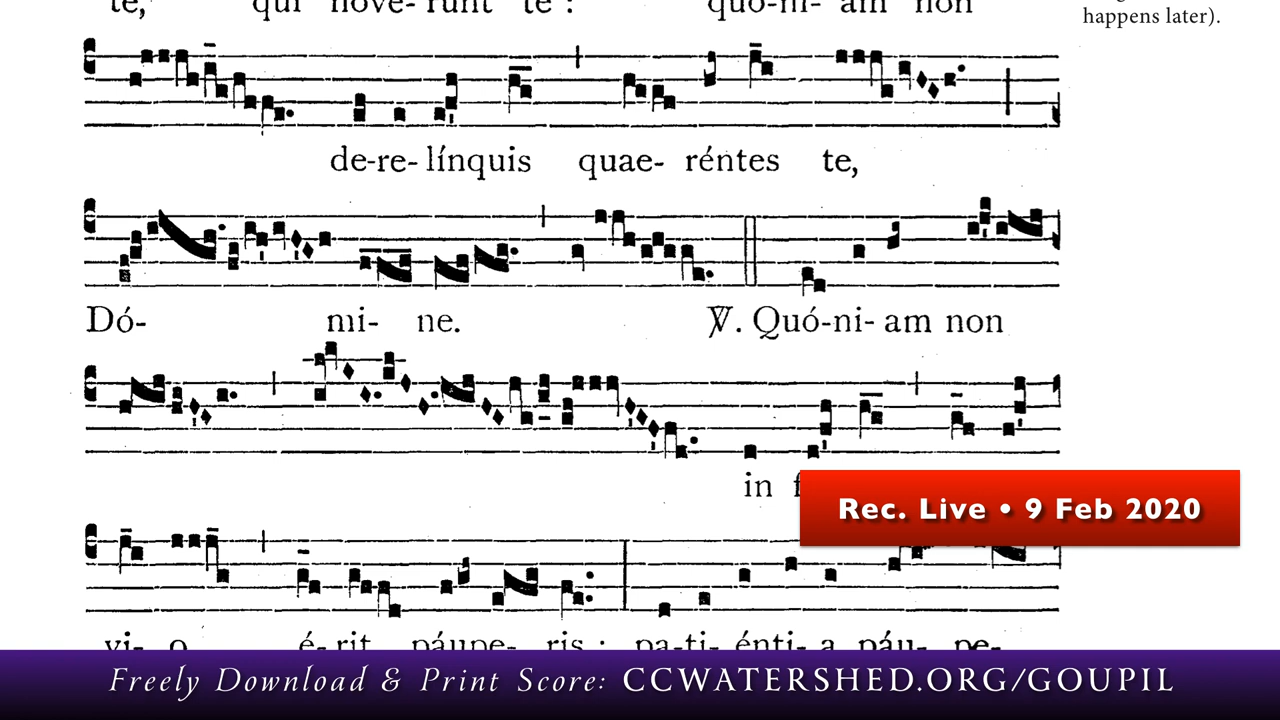 te, qui nové- runt te : quó-ni- am non
happens later).
de-re- línquis quae- réntes te,
Dó- mi- ne. ℣. Quó-ni- am non
in
Rec. Live • 9 Feb 2020
vi- o é- rit páupe- ris : pa-ti- énti- a páu- pe-
Freely Download & Print Score: CCWATERSHED.ORG/GOUPIL